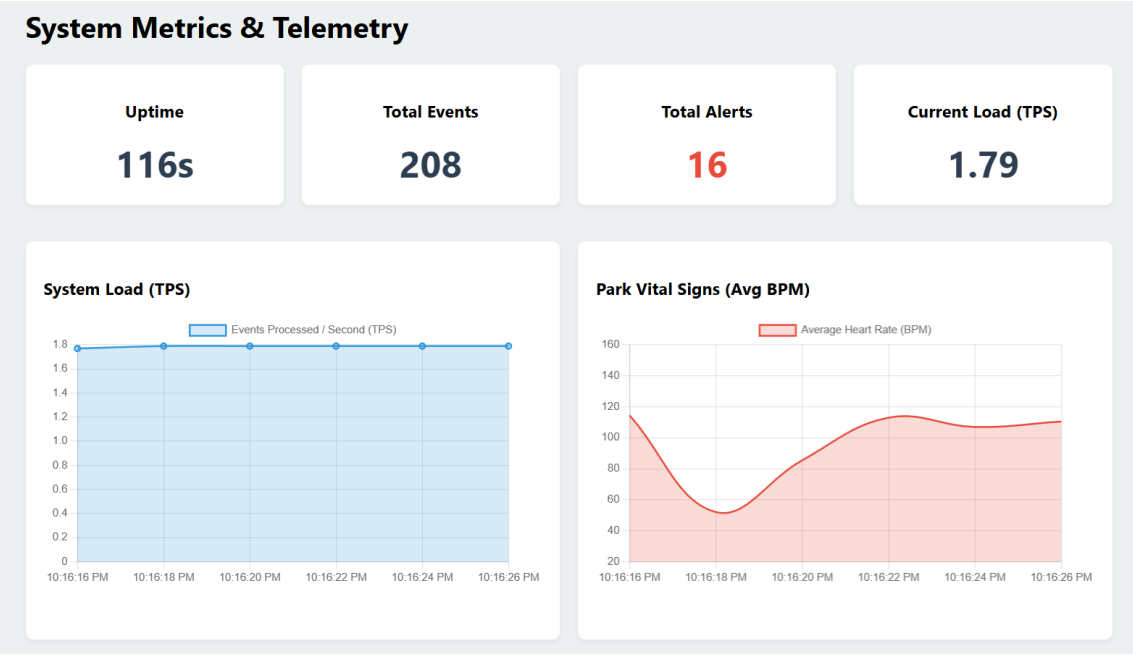 System Metrics & Telemetry
Uptime
116s
Total Events
208
Total Alerts
16
Current Load (TPS)
1.79
System Load (TPS)
Events Processed / Second (TPS)
1.8
1.6
1.4
1.2
1.0
0.8
0.6
0.4
0.2
0
10:16:16 PM 10:16:18 PM 10:16:20 PM 10:16:22 PM 10:16:24 PM 10:16:26 PM
Park Vital Signs (Avg BPM)
Average Heart Rate (BPM)
160
140
120
100
80
60
40
20
10:16:16 PM 10:16:18 PM 10:16:20 PM 10:16:22 PM 10:16:24 PM 10:16:26 PM